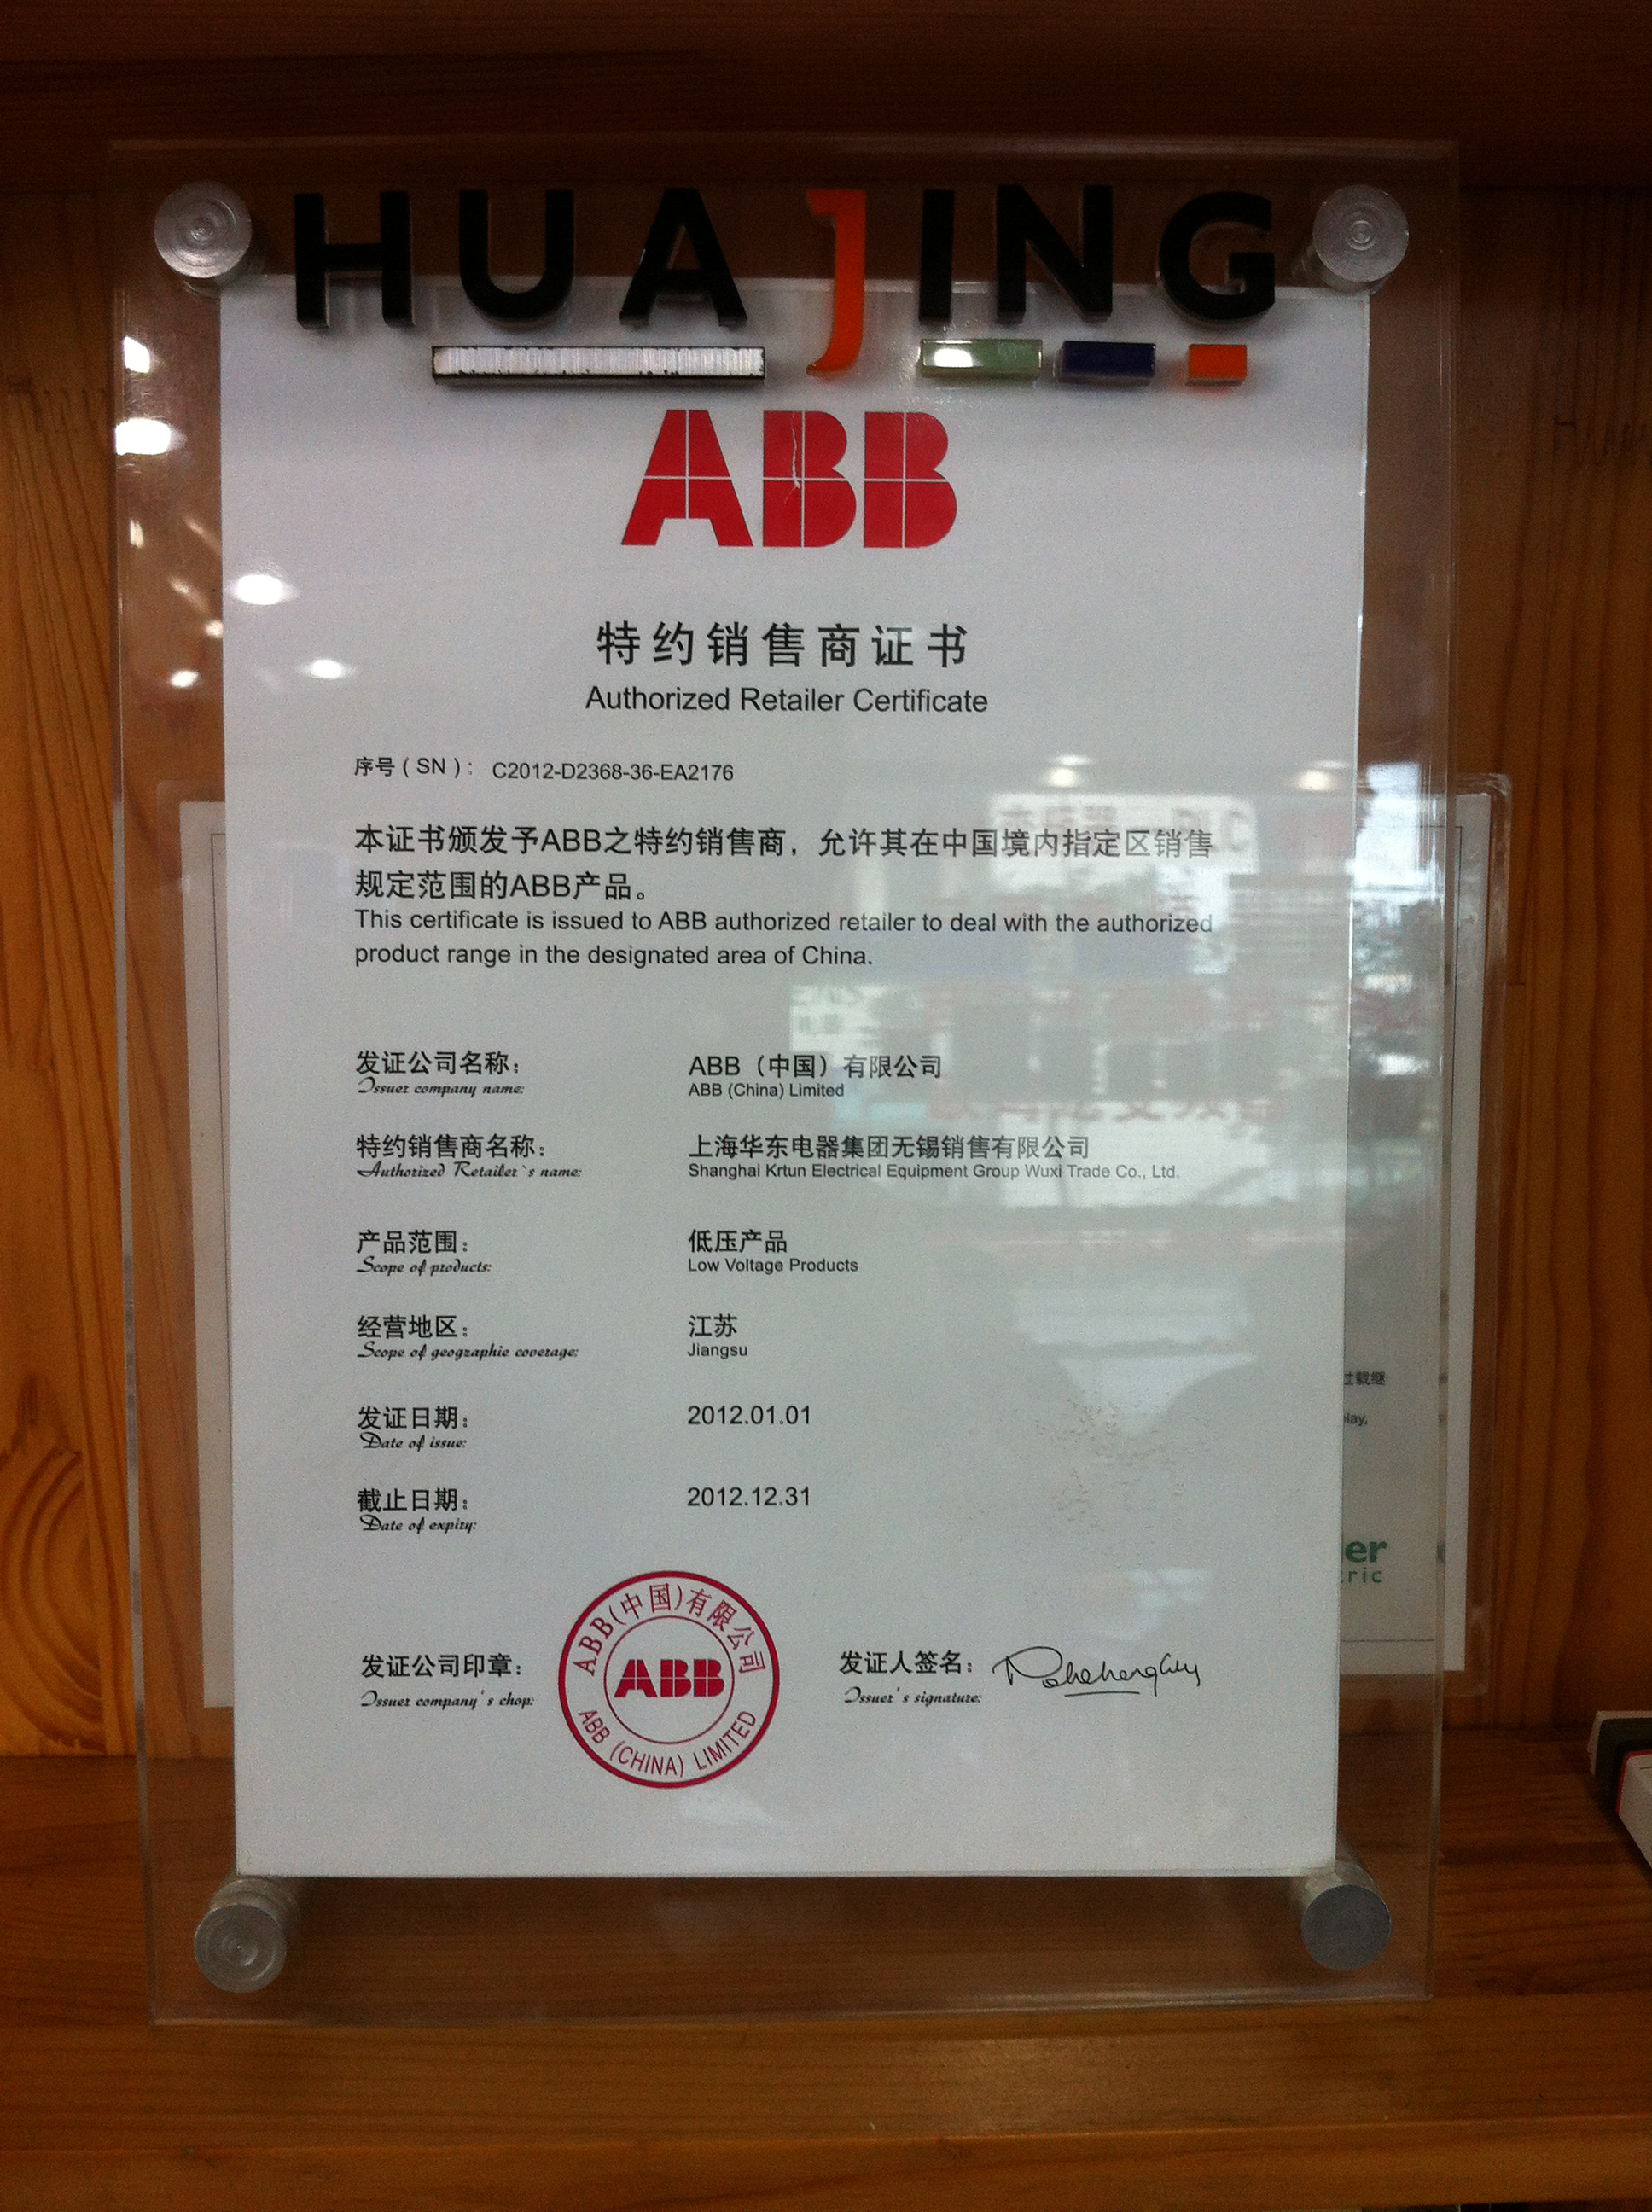 HUAJING
ABB
特约销售商证书
Authorized Retailer Certificate
序号(SN): C2012-D2368-36-EA2176
本证书颁发予ABB之特约销售商，允许其在中国境内指定区销售
规定范围的ABB产品。
This certificate is issued to ABB authorized retailer to deal with the authorized
product range in the designated area of China.
发证公司名称： ABB（中国）有限公司
Issuer company name: ABB (China) Limited
特约销售商名称： 上海华东电器集团无锡销售有限公司
Authorized Retailer`s name: Shanghai Krtun Electrical Equipment Group Wuxi Trade Co., Ltd.
产品范围： 低压产品
Scope of products: Low Voltage Products
经营地区： 江苏
Scope of geographie coverage: Jiangsu
发证日期： 2012.01.01
Date of issue:
截止日期： 2012.12.31
Date of expiry:
发证公司印章：
Issuer company's chop:
ABB(中国)有限公司
ABB
ABB (CHINA) LIMITED
发证人签名：
Issuer's signature:
过载继
lay,
er
ric